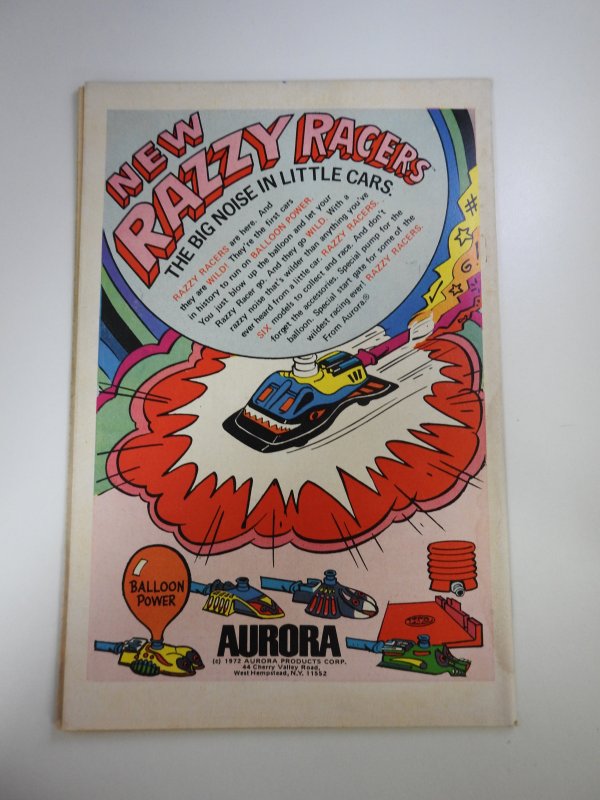 NEW
RAZZY RACERS™
THE BIG NOISE IN LITTLE CARS.
RAZZY RACERS are here. And
they are WILD! They're the first cars
in history to run on BALLOON POWER.
You just blow up the balloon and let your
Razzy Racer go. And they go WILD. With a
razzy noise that's wilder than anything you've
ever heard from a little car. RAZZY RACERS.
SIX models to collect and race. And don't
forget the accessories. Special pump for the
balloon. Special start gate for some of the
wildest racing ever! RAZZY RACERS.
From Aurora®
#
BALLOON
POWER
AURORA
(c) 1972 AURORA PRODUCTS CORP.
44 Cherry Valley Road,
West Hempstead, N.Y. 11552